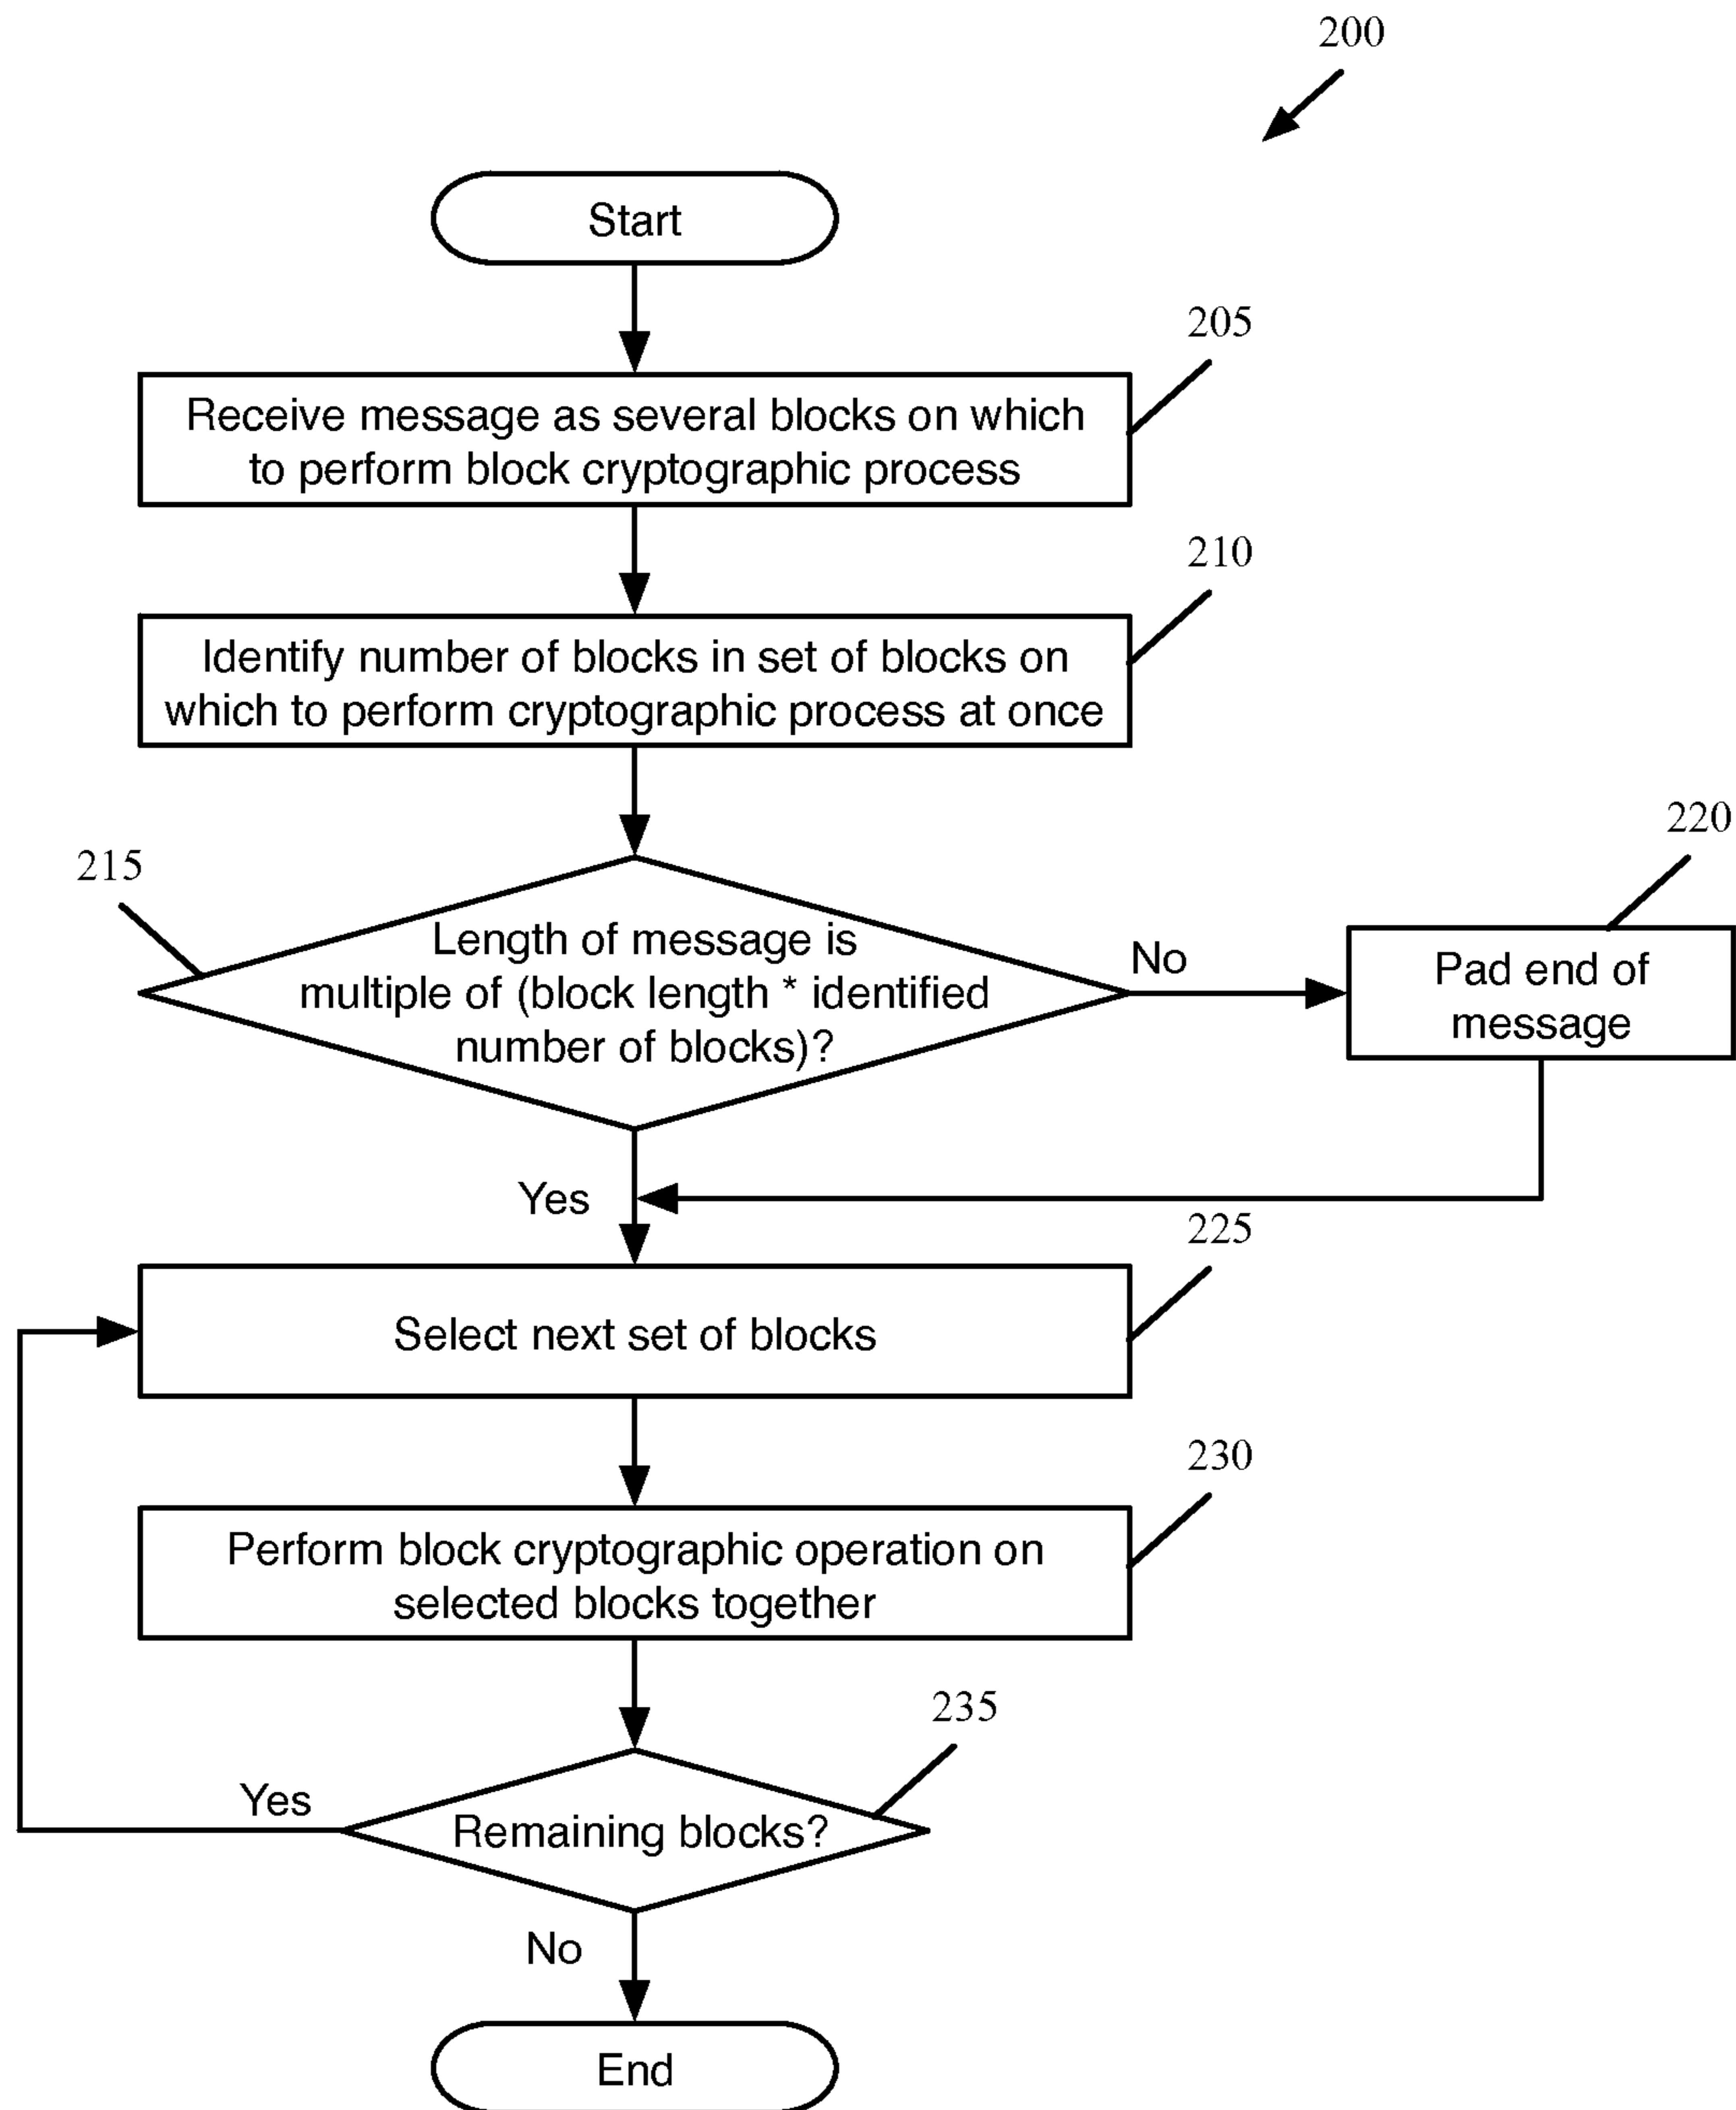 200
Start
205
Receive message as several blocks on which
to perform block cryptographic process
210
Identify number of blocks in set of blocks on
which to perform cryptographic process at once
215
Length of message is
multiple of (block length * identified
number of blocks)?
No
220
Pad end of
message
Yes
225
Select next set of blocks
230
Perform block cryptographic operation on
selected blocks together
235
Remaining blocks?
Yes
No
End